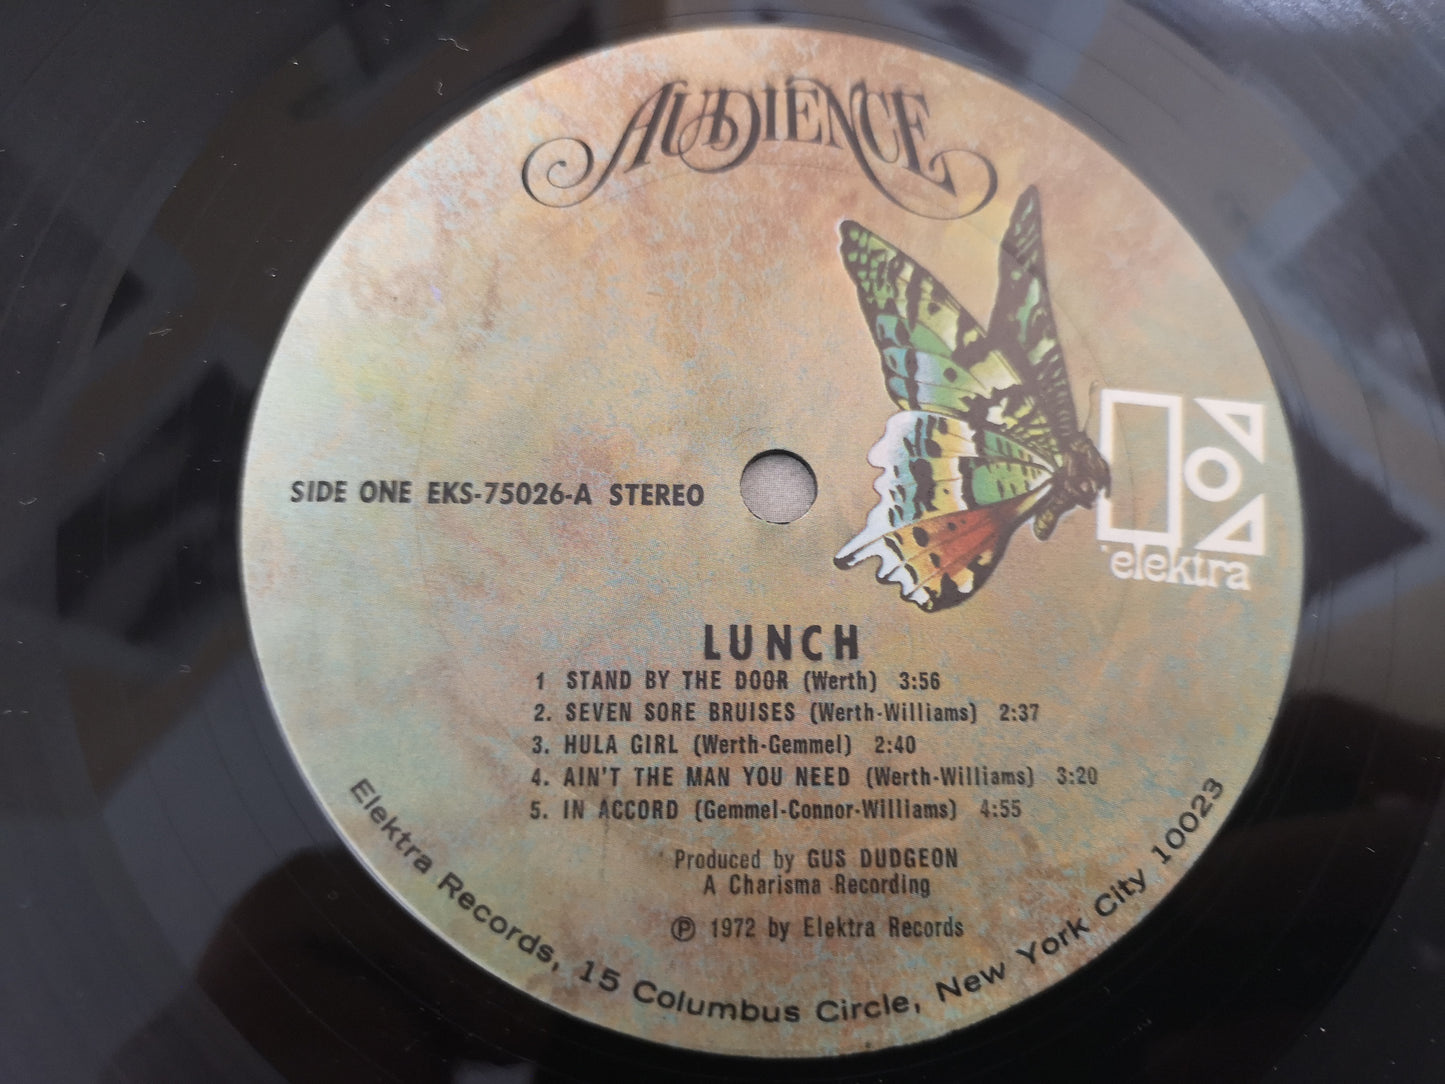 AUDIENCE
elektra
SIDE ONE EKS-75026-A STEREO
LUNCH
1 STAND BY THE DOOR (Werth) 3:56
2. SEVEN SORE BRUISES (Werth-Williams) 2:37
3. HULA GIRL (Werth-Gemmel) 2:40
4. AIN'T THE MAN YOU NEED (Werth-Williams) 3:20
5. IN ACCORD (Gemmel-Connor-Williams) 4:55
Produced by GUS DUDGEON
A Charisma Recording
℗ 1972 by Elektra Records
Elektra Records, 15 Columbus Circle, New York City 10023